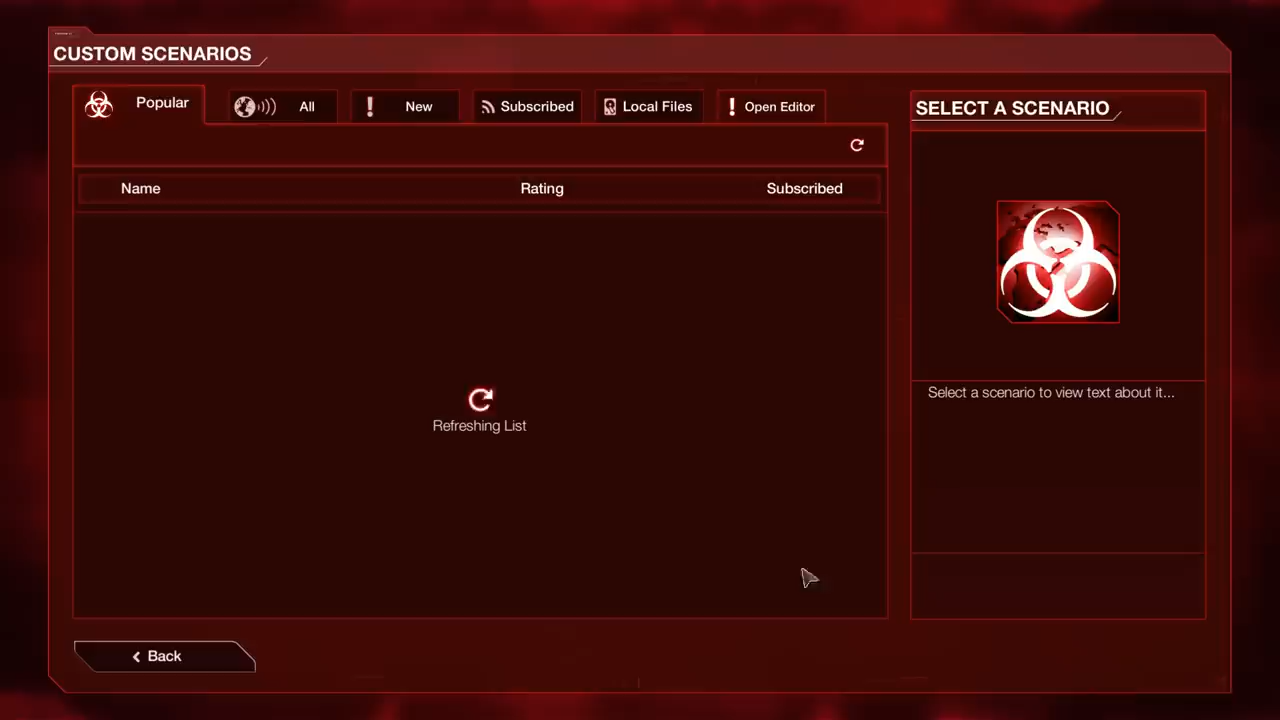 CUSTOM SCENARIOS
Popular
All
New
Subscribed
Local Files
Open Editor
SELECT A SCENARIO
Name
Rating
Subscribed
Refreshing List
Select a scenario to view text about it...
Back